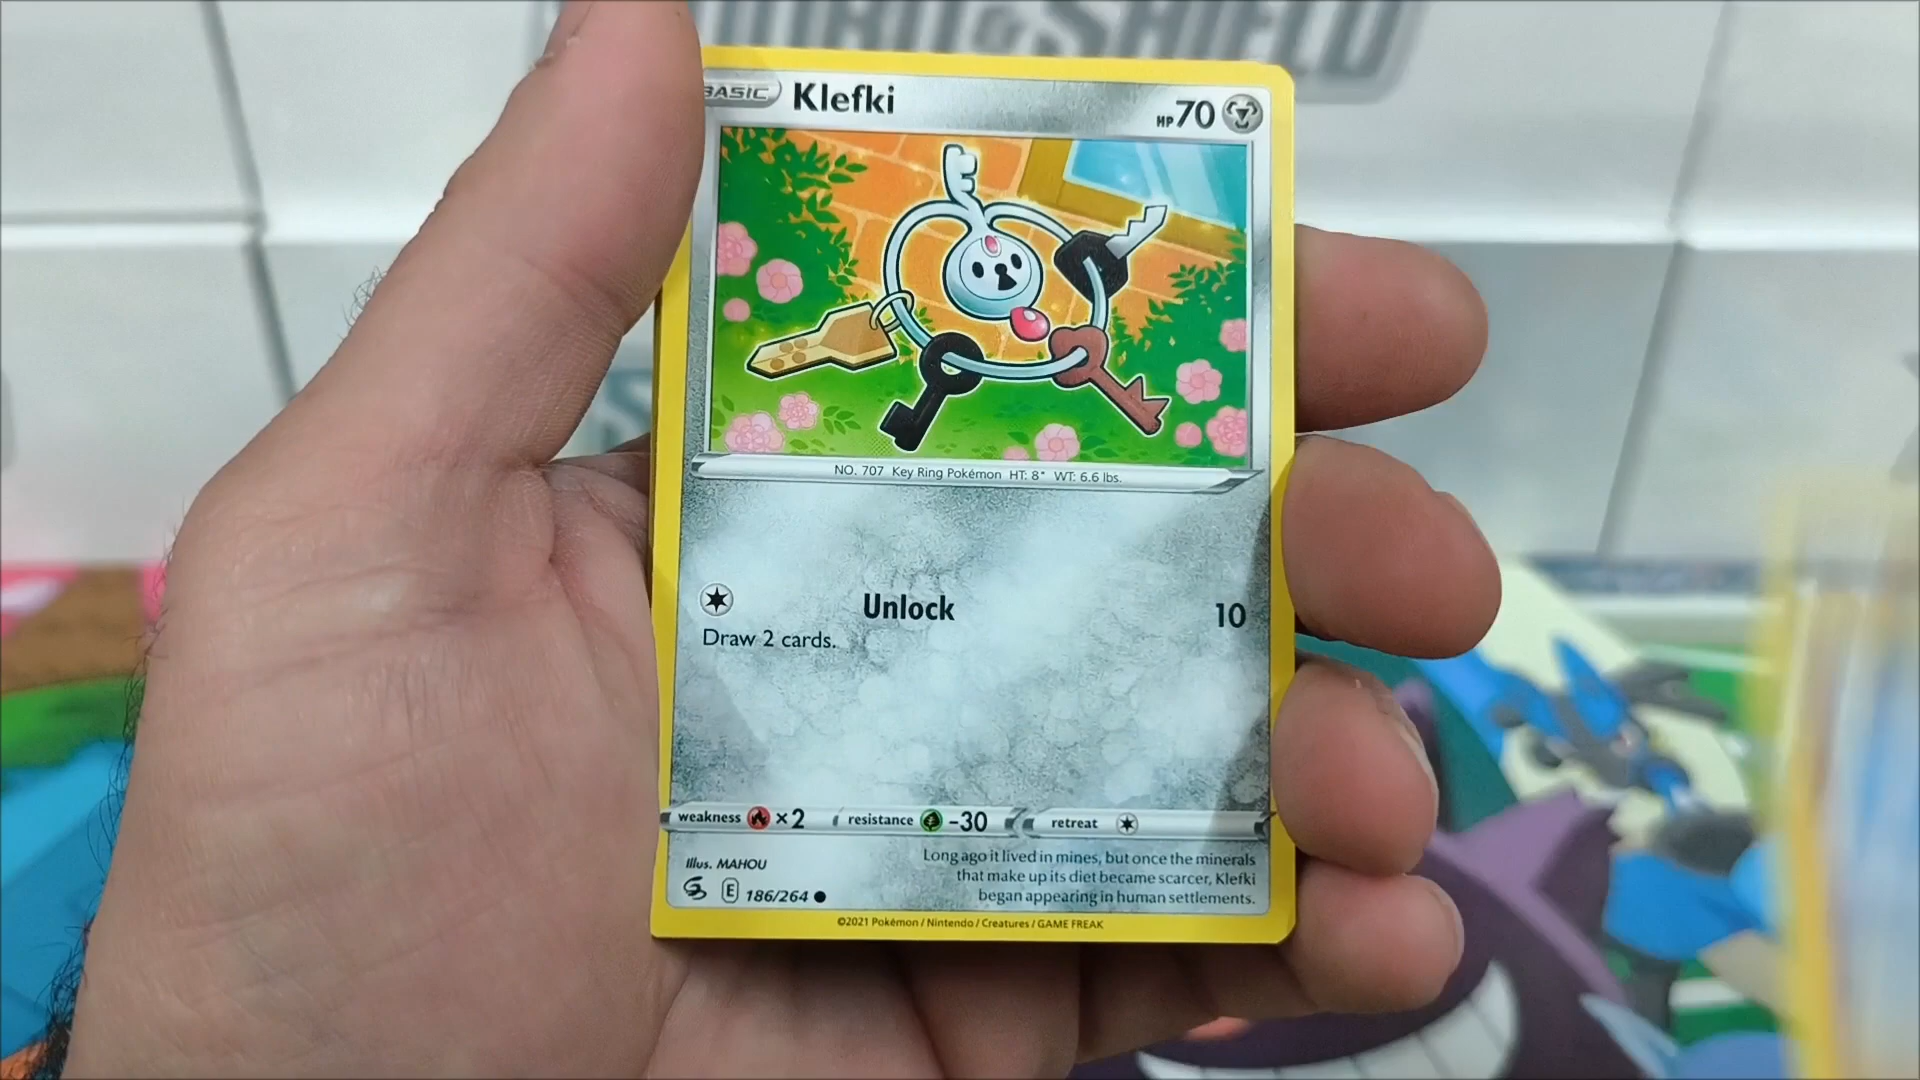 BASIC Klefki HP70
NO. 707 Key Ring Pokémon HT: 8" WT: 6.6 lbs.
Unlock 10
Draw 2 cards.
weakness ×2 resistance -30 retreat
Illus. MAHOU
Long ago it lived in mines, but once the minerals
that make up its diet became scarcer, Klefki
began appearing in human settlements.
E 186/264
©2021 Pokémon / Nintendo / Creatures / GAME FREAK